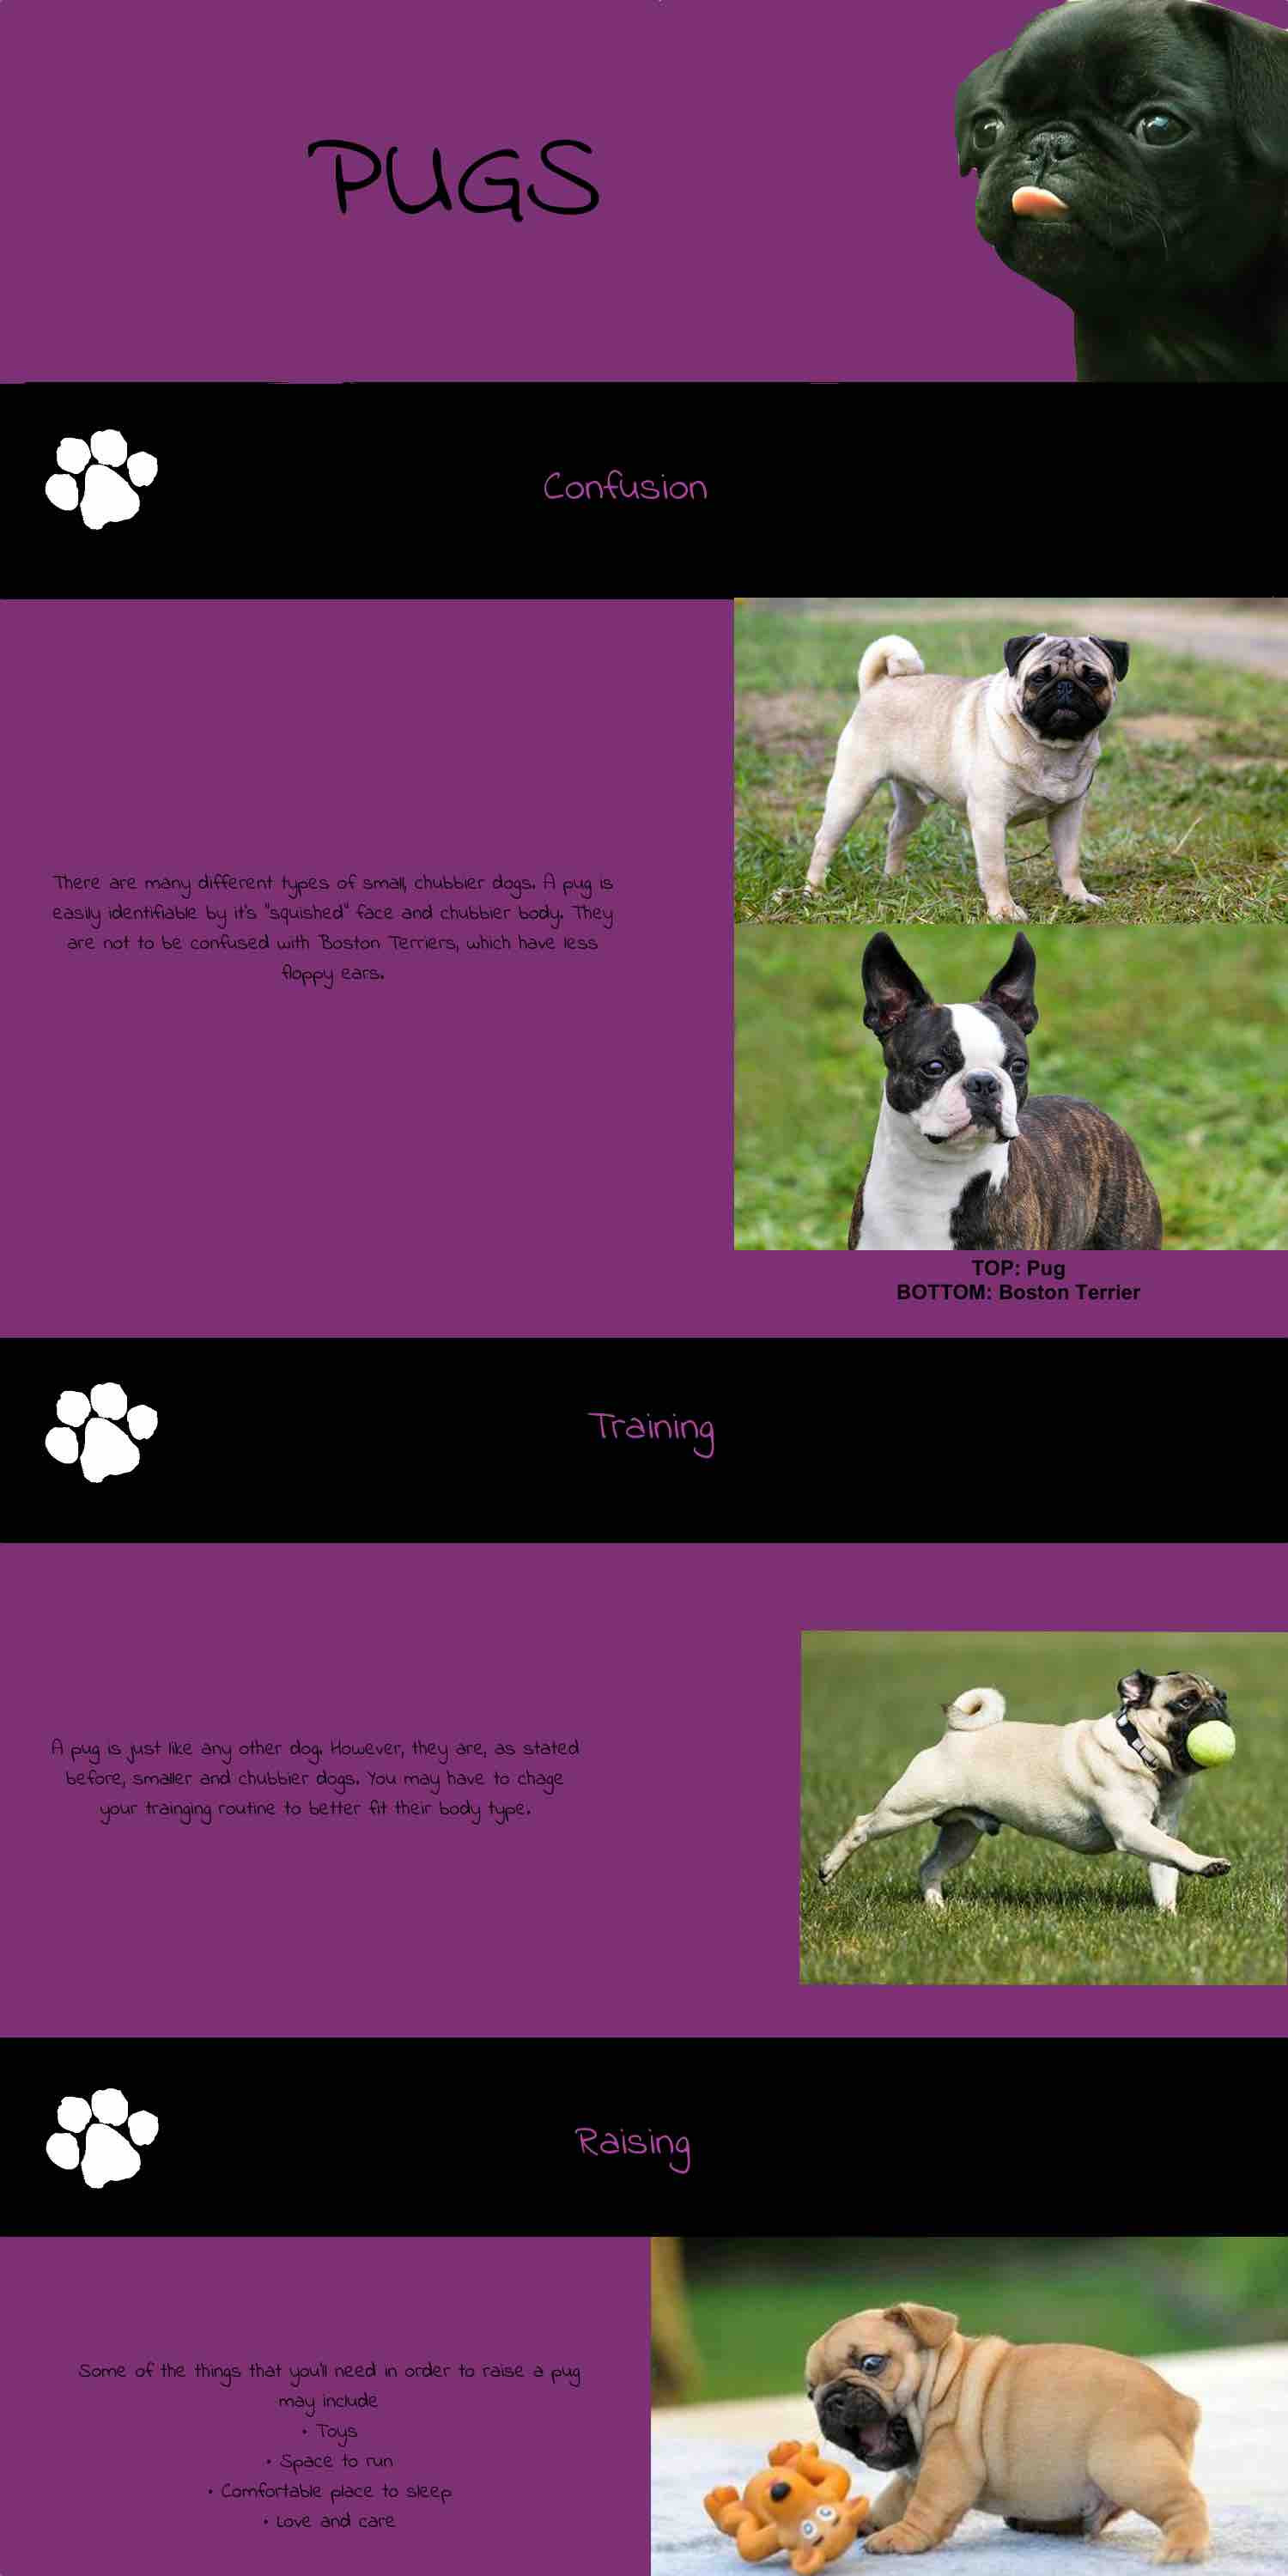 PUGS
Confusion
There are many different types of small, chubbier dogs. A pug is
easily identifiable by it's "squished" face and chubbier body. They
are not to be confused with Boston Terriers, which have less
floppy ears.
TOP: Pug
BOTTOM: Boston Terrier
Training
A pug is just like any other dog. However, they are, as stated
before, smaller and chubbier dogs. You may have to chage
your trainging routine to better fit their body type.
Raising
Some of the things that you'll need in order to raise a pug
may include
• Toys
• Space to run
• Comfortable place to sleep
• Love and care